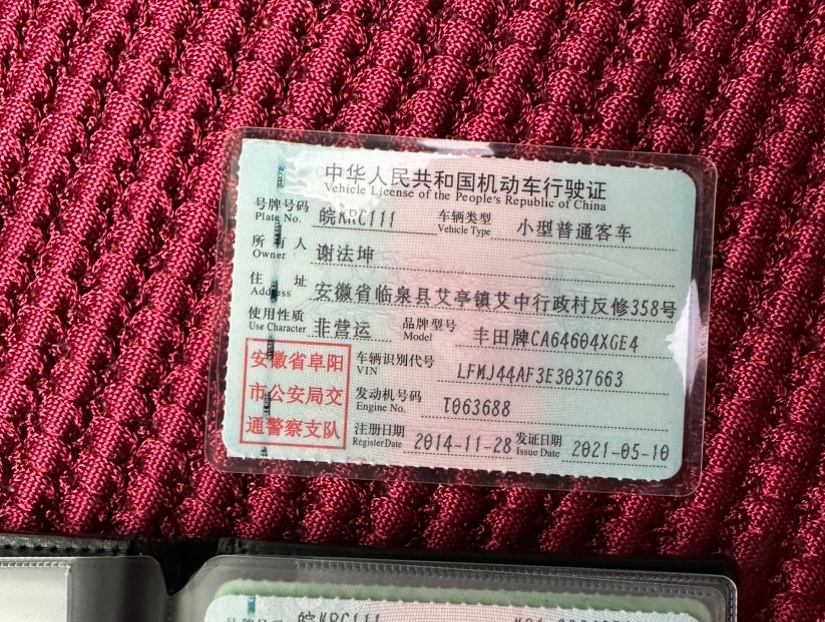 中华人民共和国机动车行驶证
Vehicle License of the People's Republic of China
号牌号码 Plate No. 皖KRC111 车辆类型 Vehicle Type 小型普通客车
所有人 Owner 谢法坤
住址 Address 安徽省临泉县艾亭镇艾中行政村反修358号
使用性质 Use Character 非营运 品牌型号 Model 丰田牌CA64604XGE4
安徽省阜阳
市公安局交
通警察支队
车辆识别代号 VIN LFMJ44AF3E3037663
发动机号码 Engine No. T063688
注册日期 Register Date 2014-11-28 发证日期 Issue Date 2021-05-10
皖KRC111